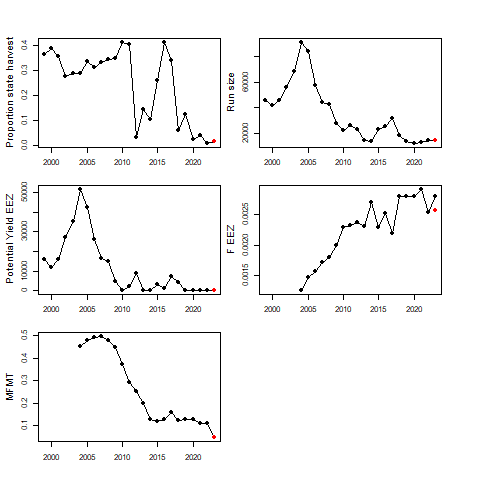 Proportion state harvest
0.4
0.3
0.2
0.1
0.0
2000 2005 2010 2015 2020
Run size
60000
20000
2000 2005 2010 2015 2020
Potential Yield EEZ
50000
30000
10000
0
2000 2005 2010 2015 2020
F EEZ
0.0025
0.0020
0.0015
2000 2005 2010 2015 2020
MFMT
0.5
0.4
0.3
0.2
0.1
2000 2005 2010 2015 2020